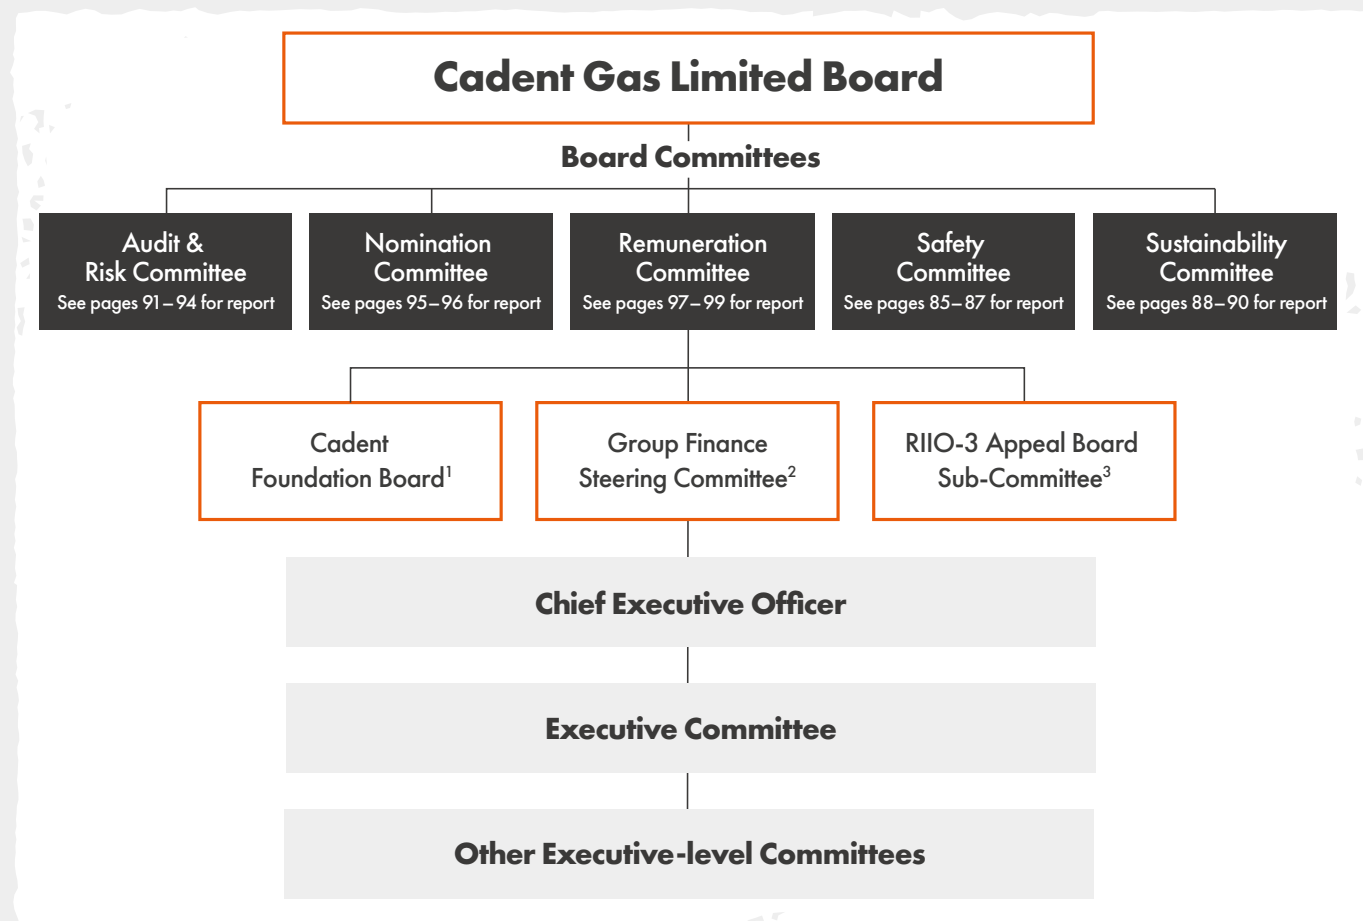 Cadent Gas Limited Board
Board Committees
Audit &
Risk Committee
See pages 91–94 for report
Nomination
Committee
See pages 95–96 for report
Remuneration
Committee
See pages 97–99 for report
Safety
Committee
See pages 85–87 for report
Sustainability
Committee
See pages 88–90 for report
Cadent
Foundation Board¹
Group Finance
Steering Committee²
RIIO-3 Appeal Board
Sub-Committee³
Chief Executive Officer
Executive Committee
Other Executive-level Committees